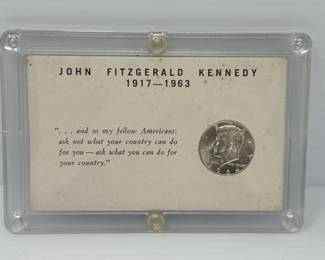 JOHN FITZGERALD KENNEDY
1917—1963
". . . and so my fellow Americans:
ask not what your country can do
for you — ask what you can do for
your country."